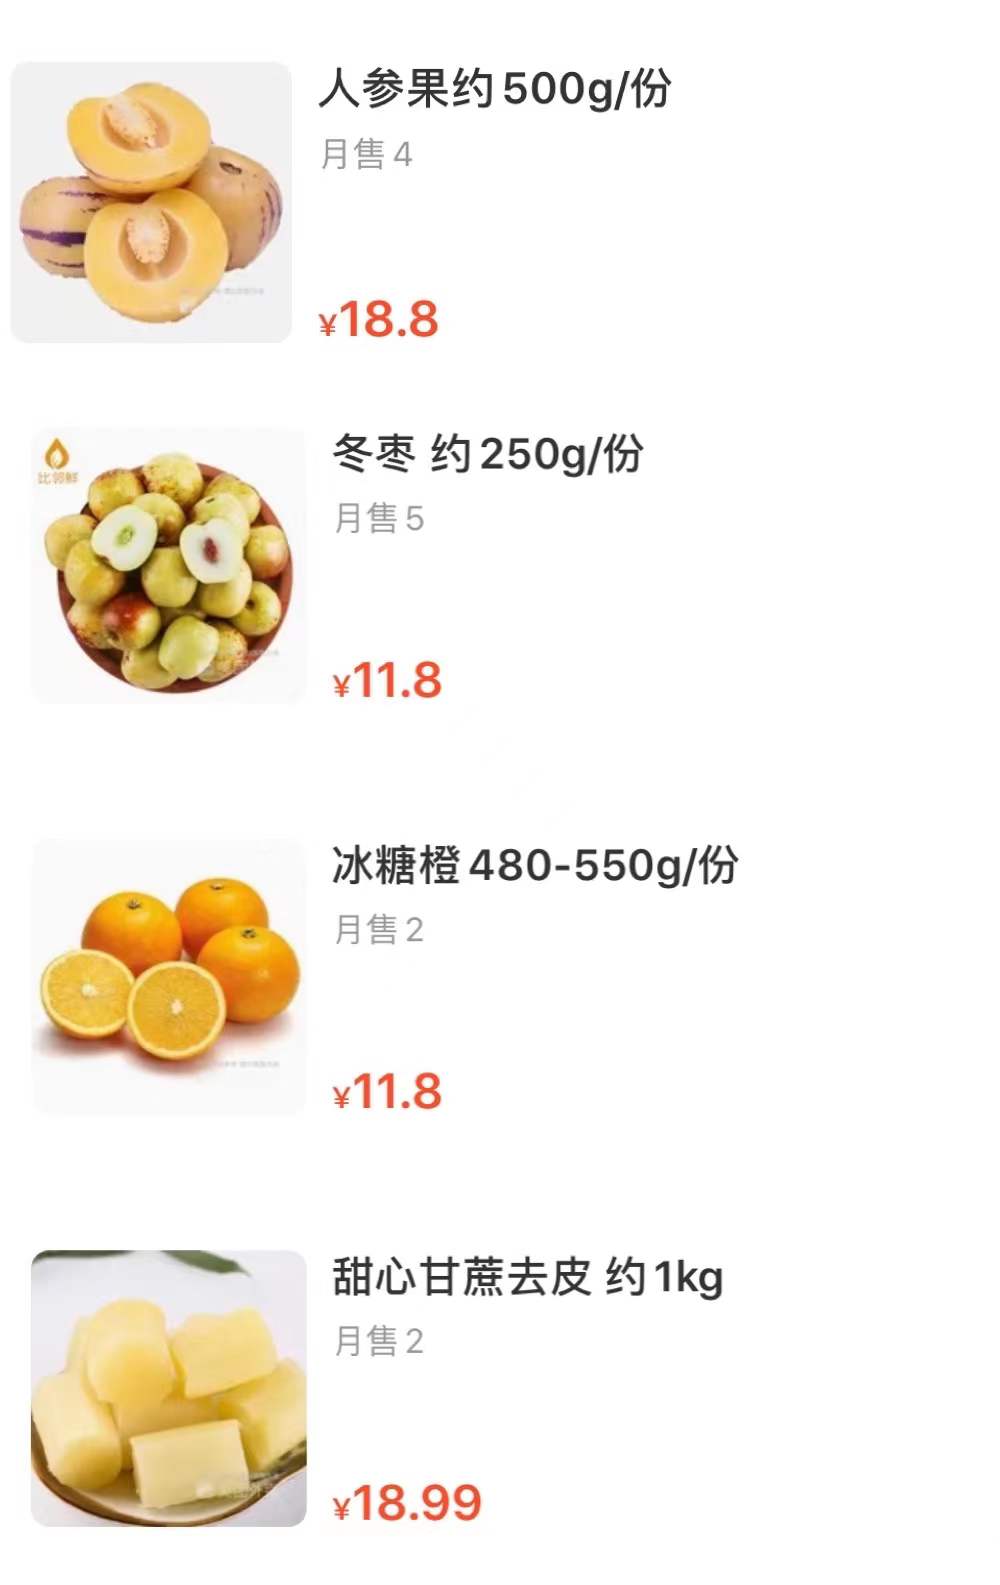 人参果约500g/份
月售4
¥18.8
比邻鲜
冬枣 约250g/份
月售5
¥11.8
冰糖橙480-550g/份
月售2
¥11.8
甜心甘蔗去皮 约1kg
月售2
¥18.99